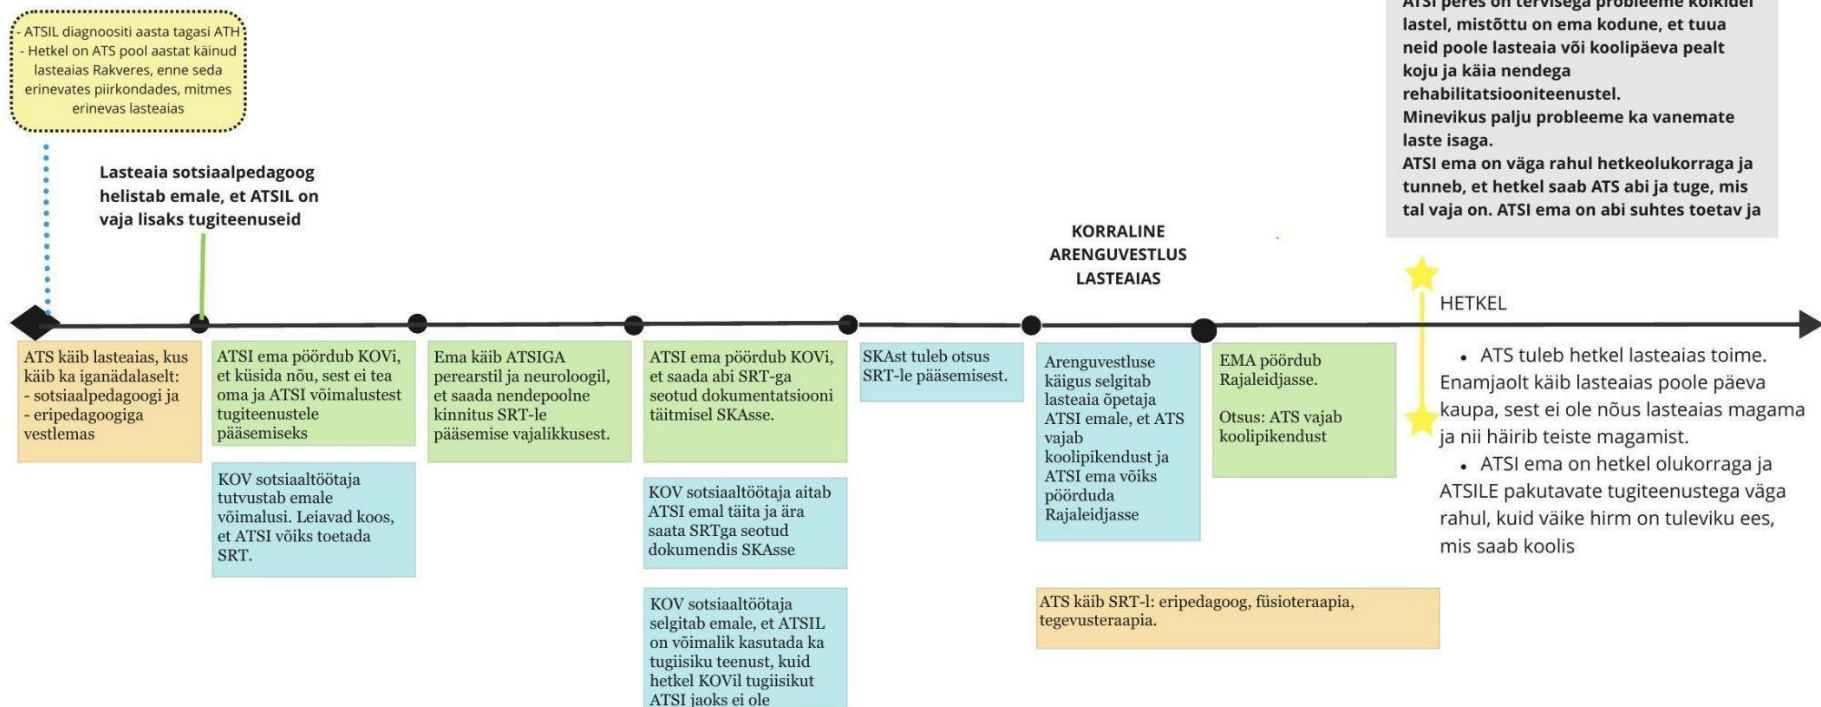 - ATSIL diagnoositi aasta tagasi ATH
- Hetkel on ATS pool aastat käinud
lasteaias Rakveres, enne seda
erinevates piirkondades, mitmes
erinevas lasteaias
ATSI peres on tervisega probleeme kõikidel
lastel, mistõttu on ema kodune, et tuua
neid poole lasteaia või koolipäeva pealt
koju ja käia nendega
rehabilitatsiooniteenustel.
Minevikus palju probleeme ka vanemate
laste isaga.
ATSI ema on väga rahul hetkeolukorraga ja
tunneb, et hetkel saab ATS abi ja tuge, mis
tal vaja on. ATSI ema on abi suhtes toetav ja
Lasteaia sotsiaalpedagoog
helistab emale, et ATSIL on
vaja lisaks tugiteenuseid
KORRALINE
ARENGUVESTLUS
LASTEAIAS
HETKEL
ATS käib lasteaias, kus
käib ka iganädalaselt:
- sotsiaalpedagoogi ja
- eripedagoogiga
vestlemas
ATSI ema pöördub KOVi,
et küsida nõu, sest ei tea
oma ja ATSI võimalustest
tugiteenustele
pääsemiseks
KOV sotsiaaltöötaja
tutvustab emale
võimalusi. Leiavad koos,
et ATSI võiks toetada
SRT.
Ema käib ATSIGA
perearstil ja neuroloogil,
et saada nendepoolne
kinnitus SRT-le
pääsemise vajalikkusest.
ATSI ema pöördub KOVi,
et saada abi SRT-ga
seotud dokumentatsiooni
täitmisel SKAsse.
KOV sotsiaaltöötaja aitab
ATSI emal täita ja ära
saata SRTga seotud
dokumendis SKAsse
KOV sotsiaaltöötaja
selgitab emale, et ATSIL
on võimalik kasutada ka
tugiisiku teenust, kuid
hetkel KOVil tugiisikut
ATSI jaoks ei ole
SKAst tuleb otsus
SRT-le pääsemisest.
Arenguvestluse
käigus selgitab
lasteaia õpetaja
ATSI emale, et ATS
vajab
koolipikendust ja
ATSI ema võiks
pöörduda
Rajaleidjasse
EMA pöördub
Rajaleidjasse.
Otsus: ATS vajab
koolipikendust
ATS käib SRT-l: eripedagoog, füsioteraapia,
tegevusteraapia.
• ATS tuleb hetkel lasteaias toime.
Enamjaolt käib lasteaias poole päeva
kaupa, sest ei ole nõus lasteaias magama
ja nii häirib teiste magamist.
• ATSI ema on hetkel olukorraga ja
ATSILE pakutavate tugiteenustega väga
rahul, kuid väike hirm on tuleviku ees,
mis saab koolis